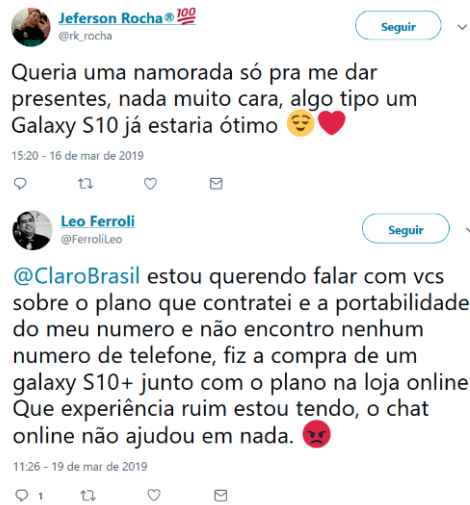 Jeferson Rocha®💯
@rk_rocha
Seguir
Queria uma namorada só pra me dar
presentes, nada muito cara, algo tipo um
Galaxy S10 já estaria ótimo 😌❤️
15:20 - 16 de mar de 2019
Leo Ferroli
@FerroliLeo
Seguir
@ClaroBrasil estou querendo falar com vcs
sobre o plano que contratei e a portabilidade
do meu numero e não encontro nenhum
numero de telefone, fiz a compra de um
galaxy S10+ junto com o plano na loja online
Que experiência ruim estou tendo, o chat
online não ajudou em nada. 😡
11:26 - 19 de mar de 2019
1